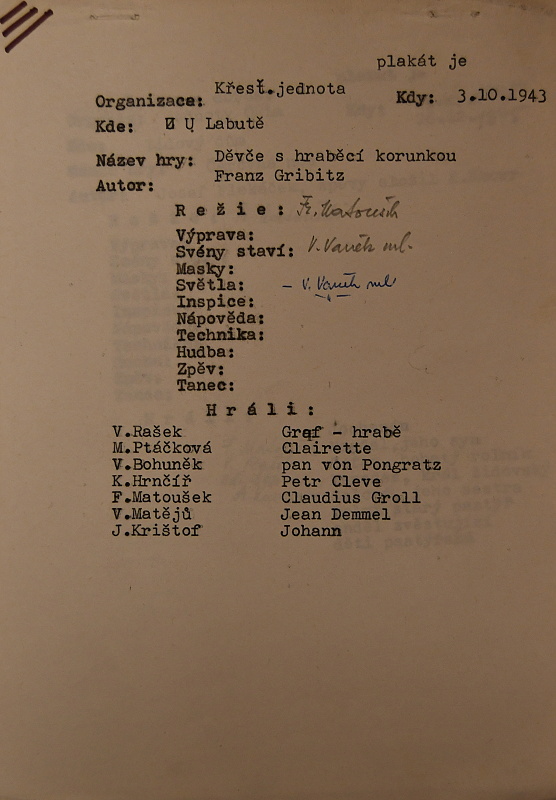 plakát je
Organizace: Křesť.jednota Kdy: 3.10.1943
Kde: U Labutě
Název hry: Děvče s hraběcí korunkou
Autor: Franz Gribitz
R e ž i e : Fr. Matoušek
Výprava:
Svény staví: V. Vaněk ml.
Masky:
Světla: – V. Vaněk ml.
Inspice:
Nápověda:
Technika:
Hudba:
Zpěv:
Tanec:
H r á l i :
V.Rašek Graf - hrabě
M.Ptáčková Clairette
V.Bohuněk pan von Pongratz
K.Hrnčíř Petr Cleve
F.Matoušek Claudius Groll
V.Matějů Jean Demmel
J.Krištof Johann